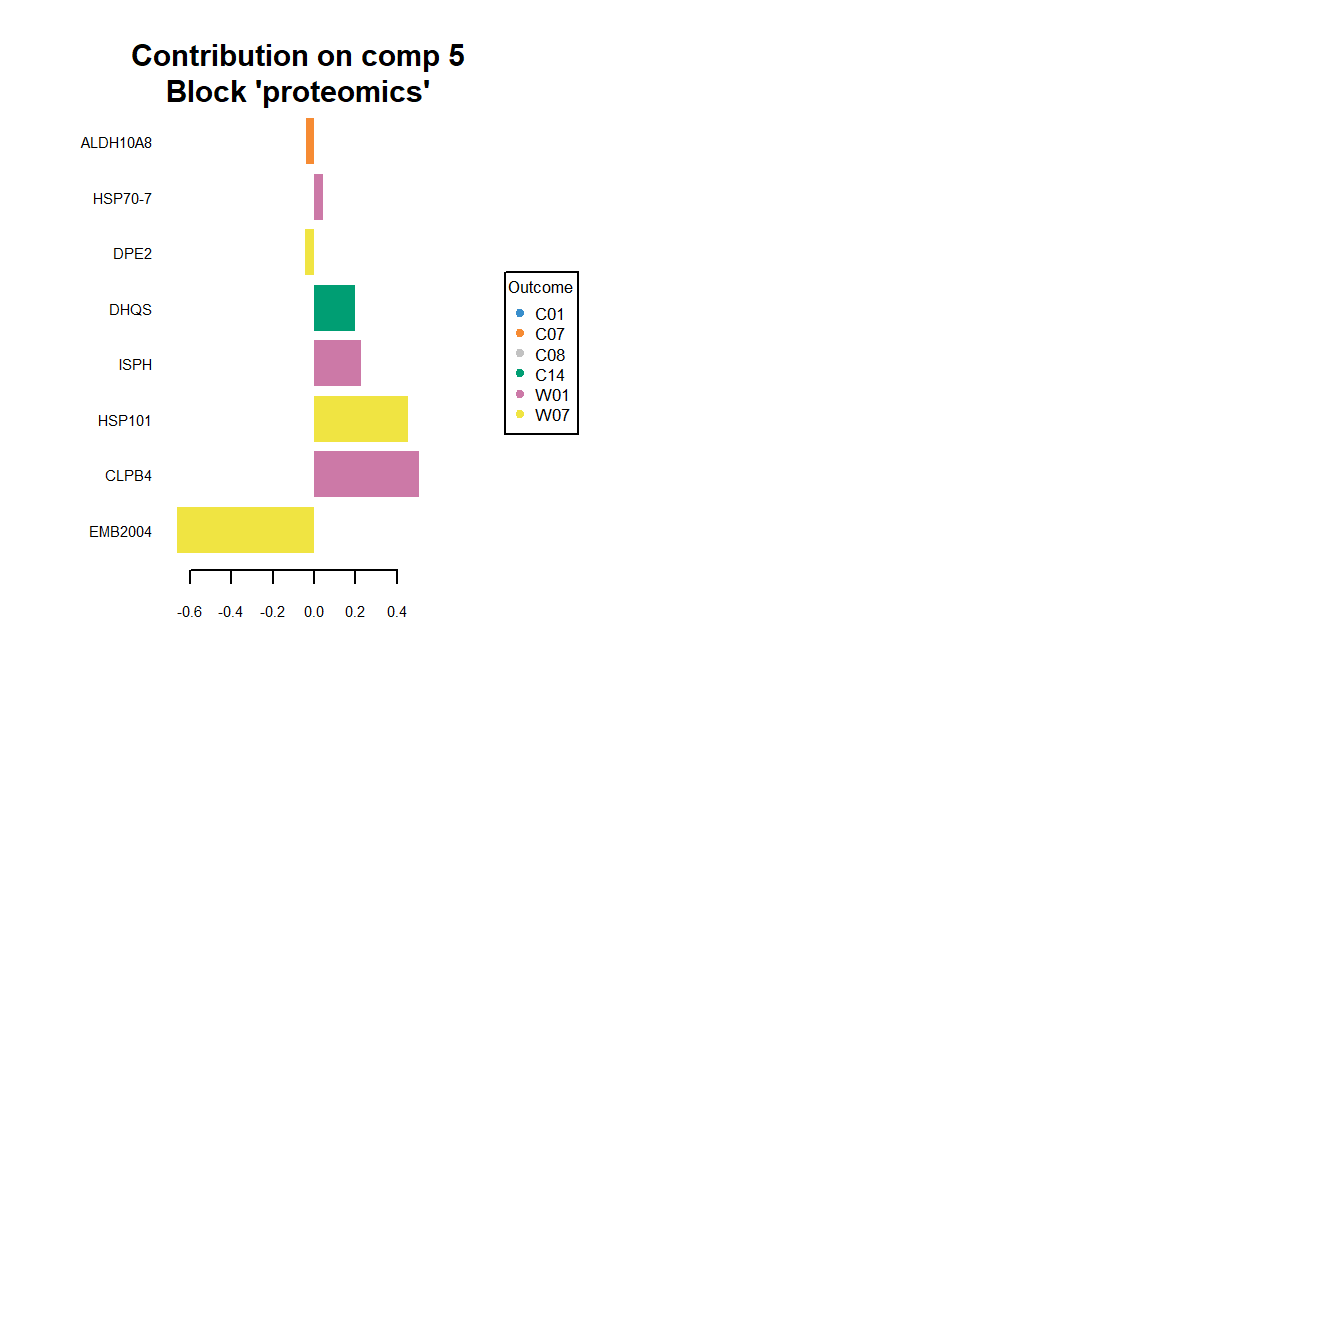 Contribution on comp 5
Block 'proteomics'
ALDH10A8
HSP70-7
DPE2
DHQS
ISPH
HSP101
CLPB4
EMB2004
-0.6 -0.4 -0.2 0.0 0.2 0.4
Outcome
C01
C07
C08
C14
W01
W07